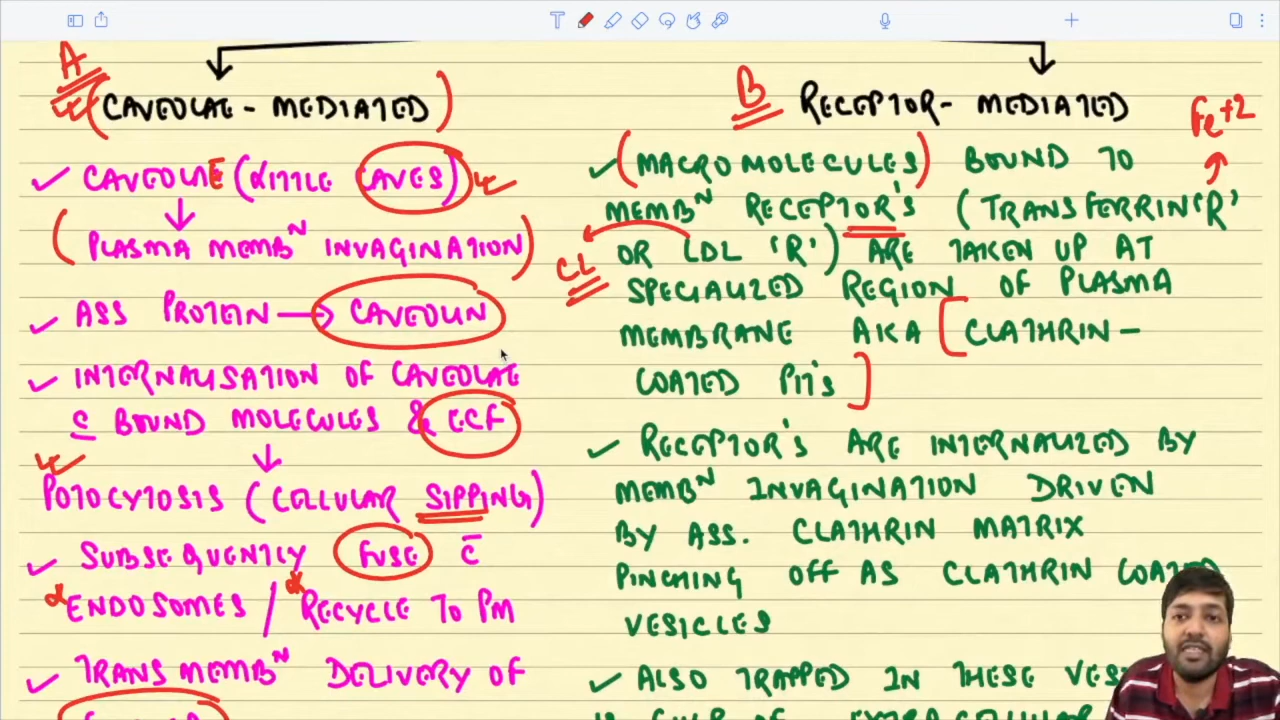 A
(CAVEOLAE-MEDIATED)
✓ CAVEOLAE (LITTLE CAVES)
(PLASMA MEMBᴺ INVAGINATION)
✓ ASS PROTEIN → CAVEOLIN
✓ INTERNALISATION OF CAVEOLAE
C̲ BOUND MOLECULES & ECF
↓
POTOCYTOSIS (CELLULAR SIPPING)
✓ SUBSEQUENTLY FUSE C̅
ENDOSOMES / RECYCLE TO PM
✓ TRANS MEMBᴺ DELIVERY OF
B RECEPTOR-MEDIATED
Fe+2
✓ (MACROMOLECULES) BOUND TO
MEMBᴺ RECEPTOR'S (TRANSFERRIN 'R'
CL
OR LDL 'R') ARE TAKEN UP AT
SPECIALIZED REGION OF PLASMA
MEMBRANE AKA [CLATHRIN-
COATED PITS]
✓ RECEPTOR'S ARE INTERNALIZED BY
MEMBᴺ INVAGINATION DRIVEN
BY ASS. CLATHRIN MATRIX
PINCHING OFF AS CLATHRIN COATED
VESICLES
✓ ALSO TRAPPED IN THESE
OF EXTRACELLULAR